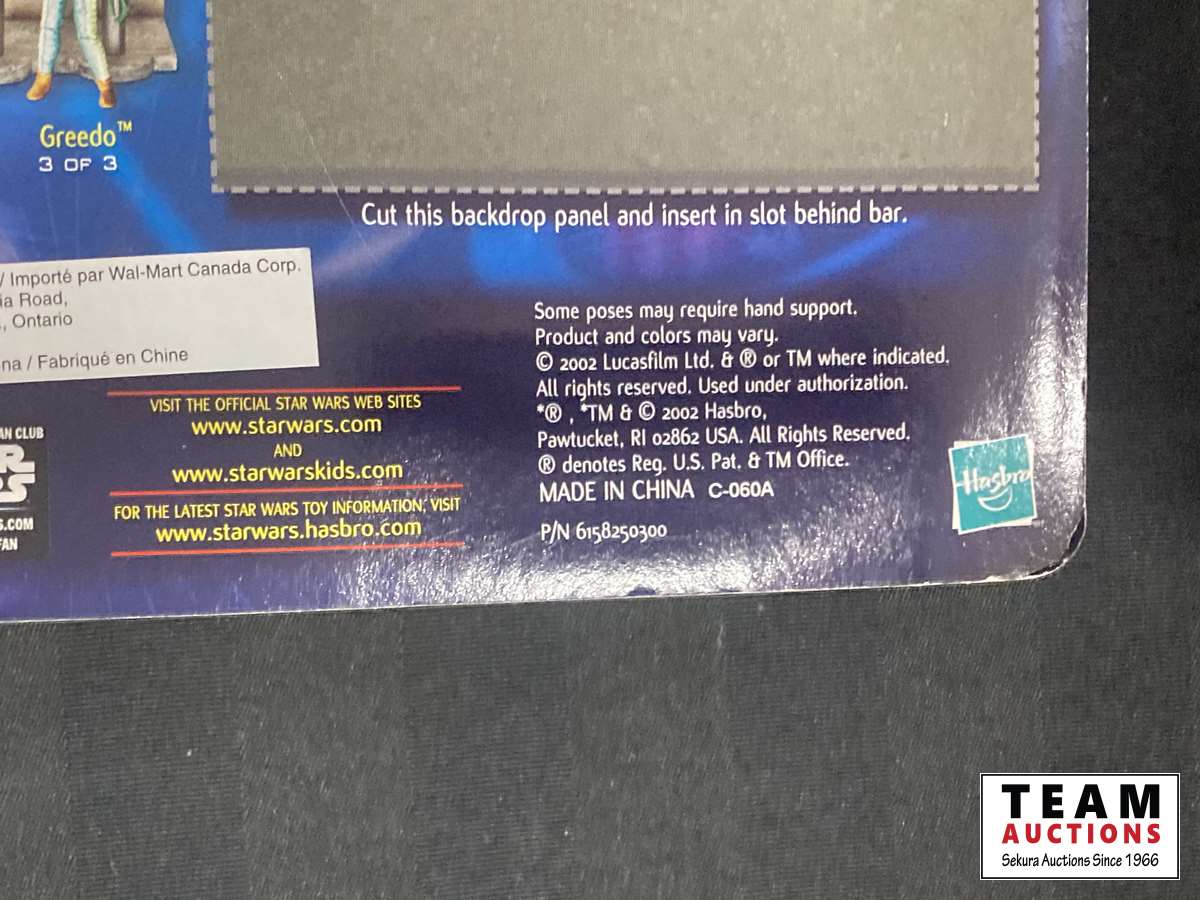 Greedo™
3 OF 3
Cut this backdrop panel and insert in slot behind bar.
/ Importé par Wal-Mart Canada Corp.
Road,
, Ontario
/ Fabriqué en Chine
VISIT THE OFFICIAL STAR WARS WEB SITES
www.starwars.com
AND
www.starwarskids.com
FOR THE LATEST STAR WARS TOY INFORMATION, VISIT
www.starwars.hasbro.com
CLUB
.COM
FAN
Some poses may require hand support.
Product and colors may vary.
© 2002 Lucasfilm Ltd. & ® or TM where indicated.
All rights reserved. Used under authorization.
*® , *TM & © 2002 Hasbro,
Pawtucket, RI 02862 USA. All Rights Reserved.
® denotes Reg. U.S. Pat. & TM Office.
MADE IN CHINA C-060A
P/N 6158250300
Hasbro
TEAM
AUCTIONS
Sekura Auctions Since 1966